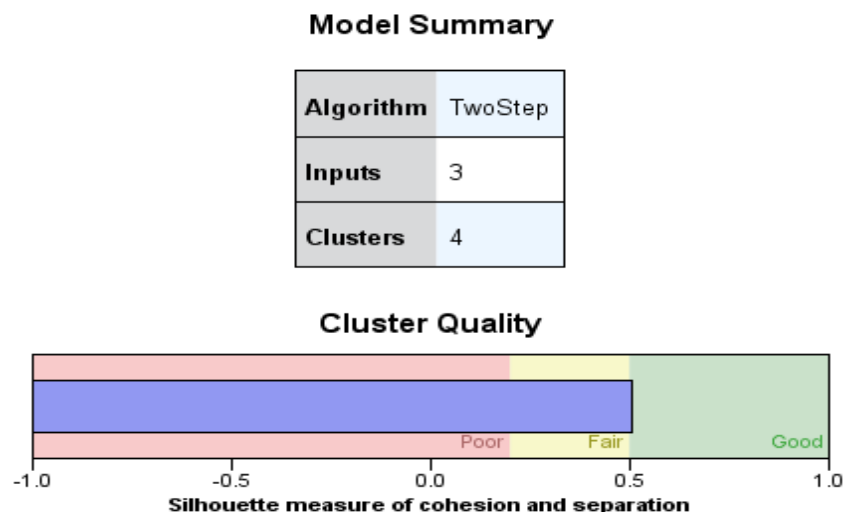 Model Summary
Algorithm TwoStep
Inputs 3
Clusters 4
Cluster Quality
Poor Fair Good
-1.0 -0.5 0.0 0.5 1.0
Silhouette measure of cohesion and separation